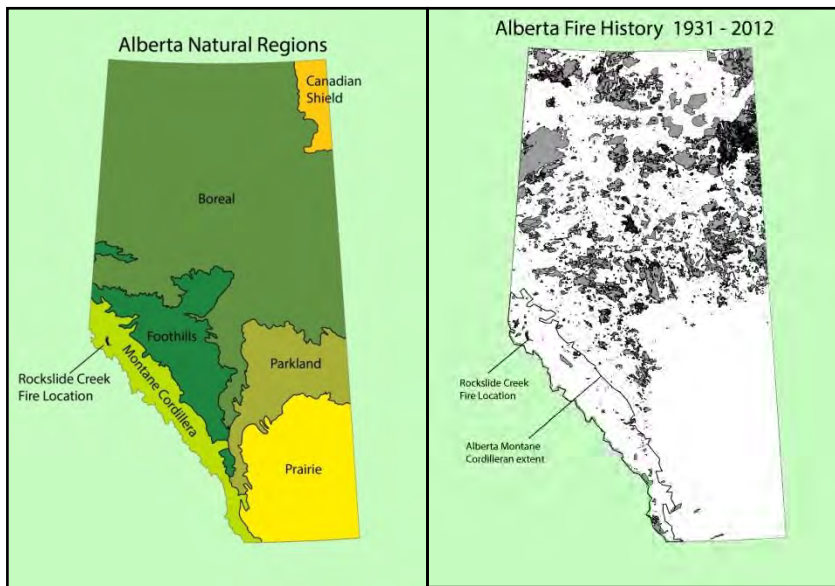 Alberta Natural Regions
Canadian
Shield
Boreal
Foothills
Montane Cordillera
Parkland
Rockslide Creek
Fire Location
Prairie
Alberta Fire History 1931 - 2012
Rockslide Creek
Fire Location
Alberta Montane
Cordilleran extent